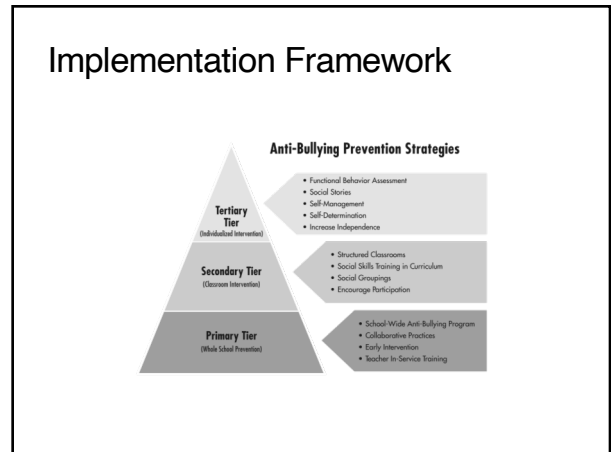 Implementation Framework
Anti-Bullying Prevention Strategies
Tertiary
Tier
(Individualized Intervention)
• Functional Behavior Assessment
• Social Stories
• Self-Management
• Self-Determination
• Increase Independence
Secondary Tier
(Classroom Intervention)
• Structured Classrooms
• Social Skills Training in Curriculum
• Social Groupings
• Encourage Participation
Primary Tier
(Whole School Prevention)
• School-Wide Anti-Bullying Program
• Collaborative Practices
• Early Intervention
• Teacher In-Service Training